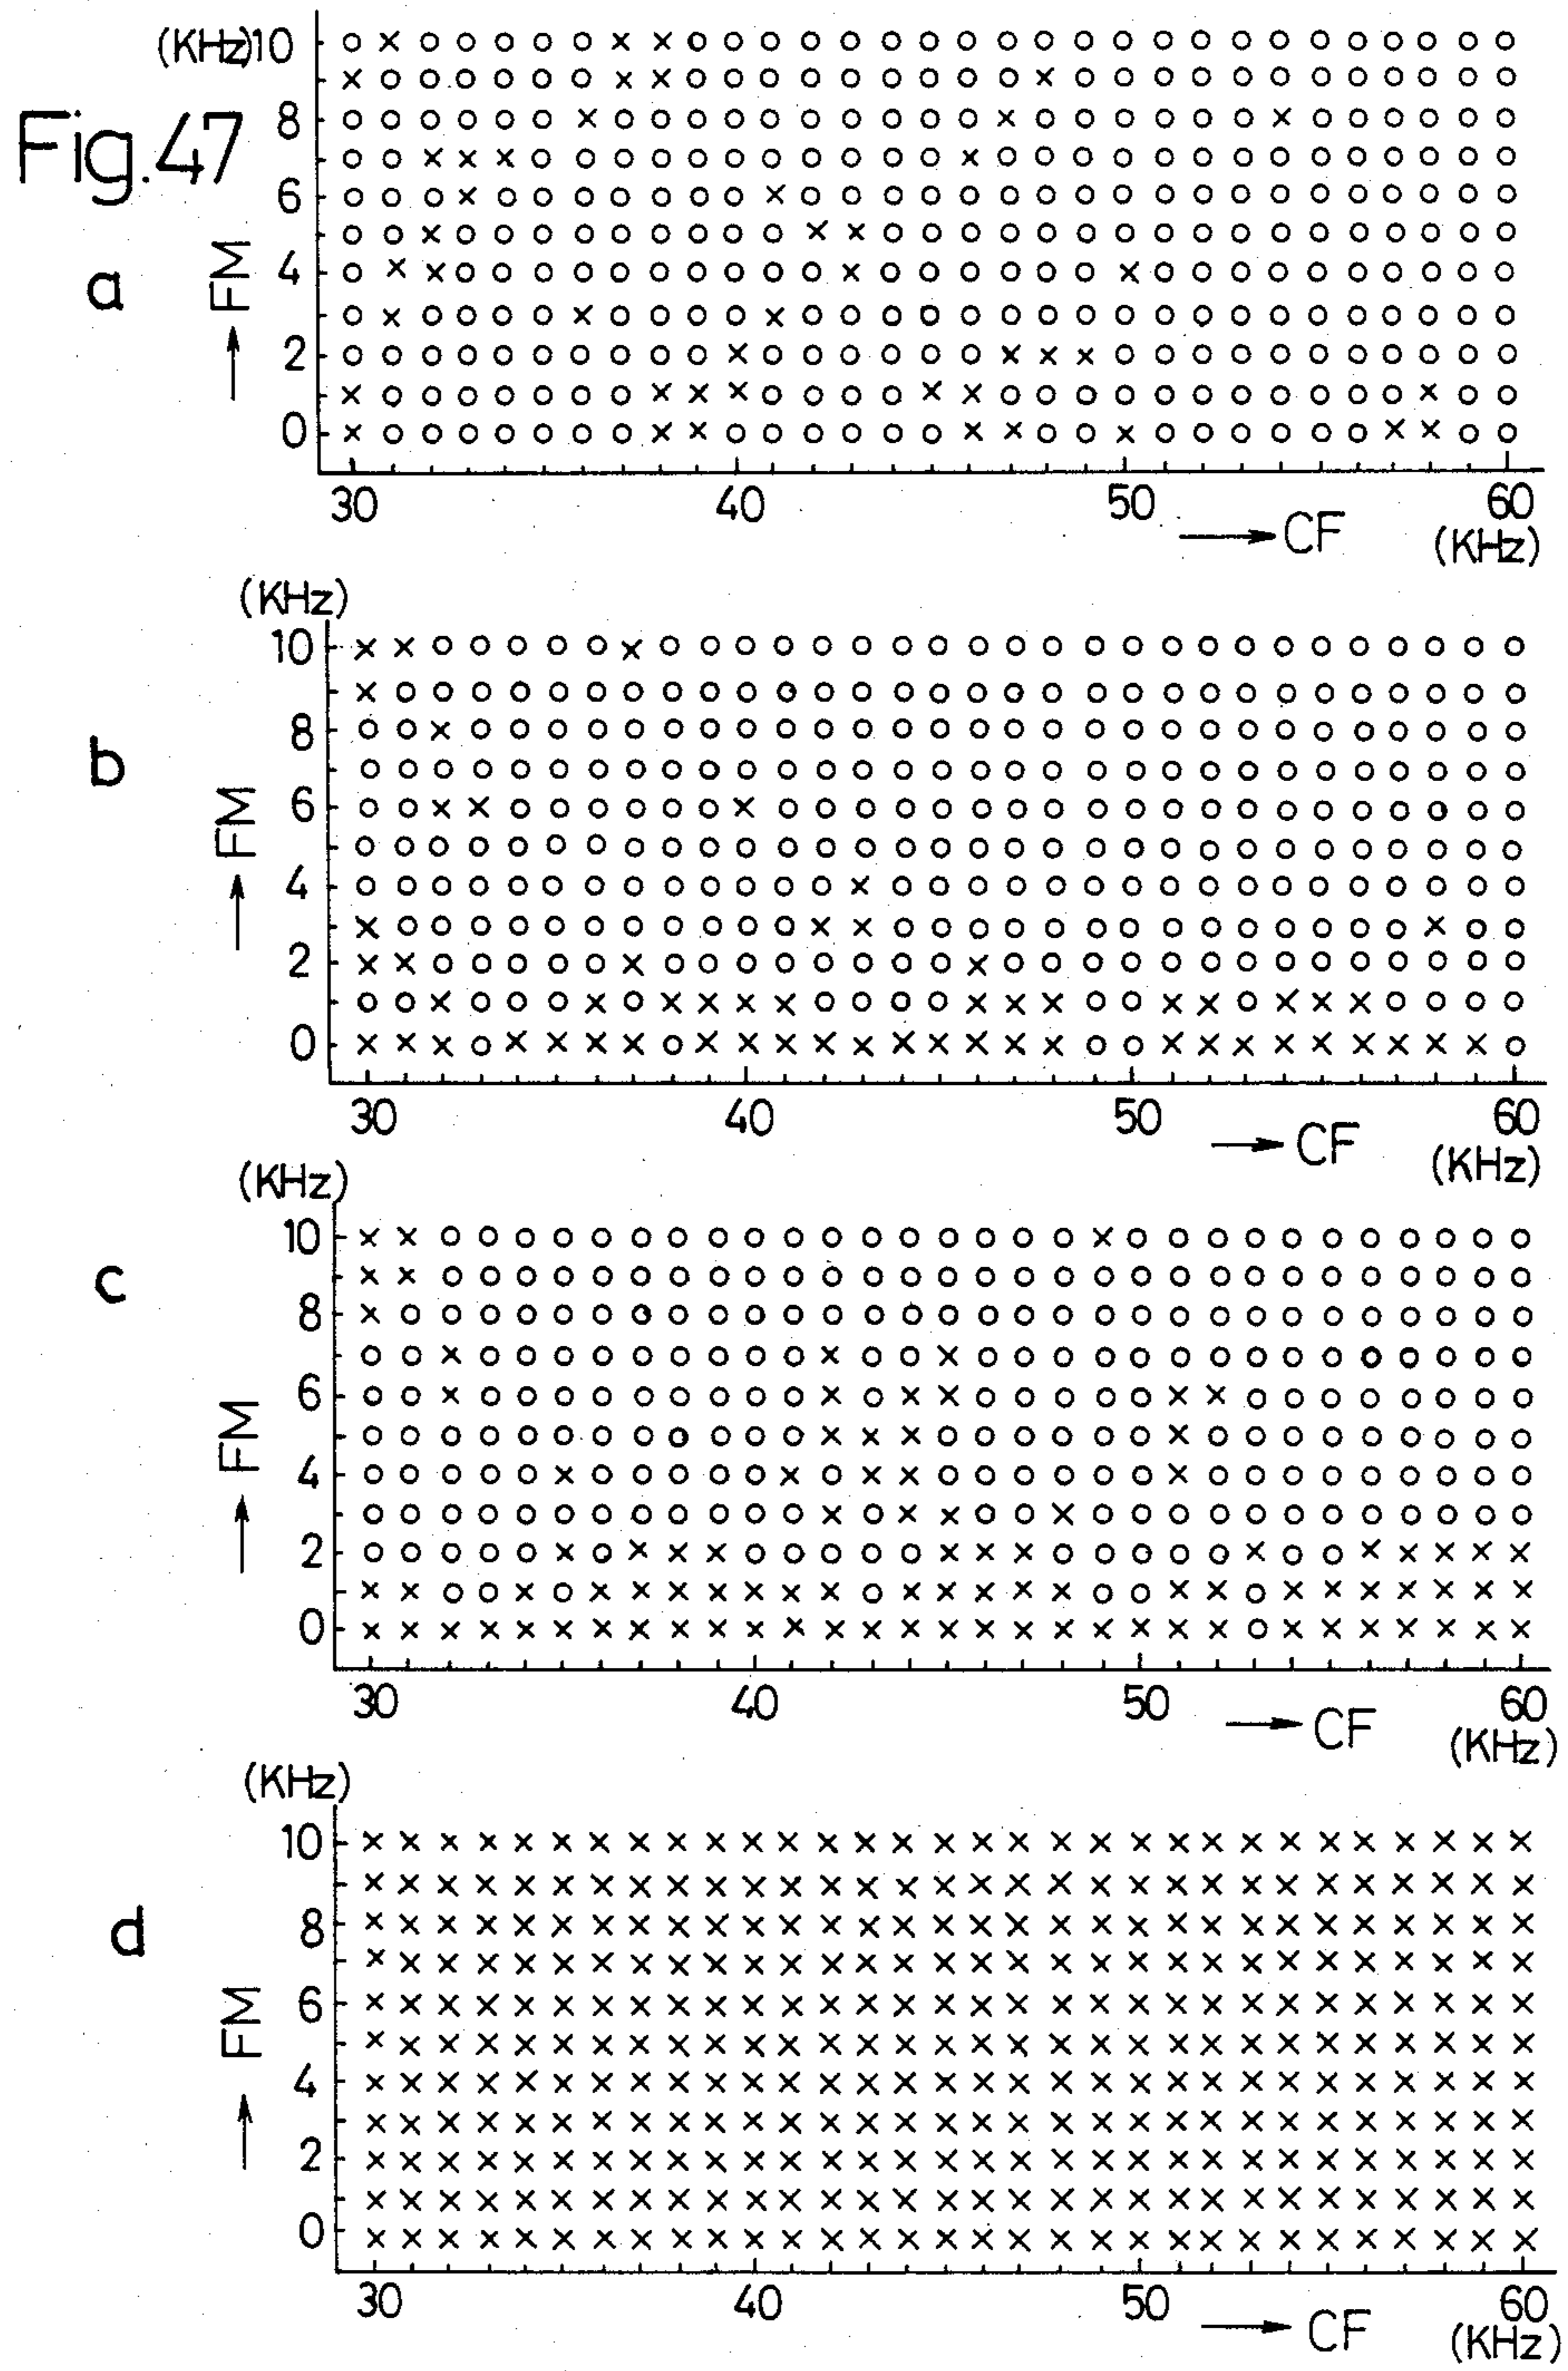 (KHz)10 o x o o o o o x x o o o o o o o o o o o o o o o o o o o o o o
x o o o o o o x x o o o o o o o o o x o o o o o o o o o o o o
Fig.47
8 o o o o o o x o o o o o o o o o o x o o o o o o x o o o o o o
o o x x x o o o o o o o o o o o x o o o o o o o o o o o o o o
6 o o o x o o o o o o o x o o o o o o o o o o o o o o o o o o o
o o x o o o o o o o o o x x o o o o o o o o o o o o o o o o o
a
FM
4 o x x o o o o o o o o o o x o o o o o o x o o o o o o o o o o
o x o o o o x o o o o x o o o o o o o o o o o o o o o o o o o
2 o o o o o o o o o o x o o o o o o x x x o o o o o o o o o o o
x o o o o o o o x x x o o o o x x o o o o o o o o o o o x o o
0 x o o o o o o o x x o o o o o o x x o o x o o o o o o x x o o
30 40 50 60
→CF (KHz)
(KHz)
10 x x o o o o o x o o o o o o o o o o o o o o o o o o o o o o o
x o o o o o o o o o o o o o o o o o o o o o o o o o o o o o o
8 o o x o o o o o o o o o o o o o o o o o o o o o o o o o o o o
b
o o o o o o o o o o o o o o o o o o o o o o o o o o o o o o o
6 o o x x o o o o o o x o o o o o o o o o o o o o o o o o o o o
FM
o o o o o o o o o o o o o o o o o o o o o o o o o o o o o o o
4 o o o o o o o o o o o o o x o o o o o o o o o o o o o o o o o
x o o o o o o o o o o o x x o o o o o o o o o o o o o o x o o
2 x x o o o o o x o o o o o o o o x o o o o o o o o o o o o o o
o o x o o o x o x x x x o o o o x x x o o x x o x x x o o o o
0 x x x o x x x x o x x x x x x x x x x o o x x x x x x x x x o
30 40 50 60
→CF (KHz)
(KHz)
10 x x o o o o o o o o o o o o o o o o o x o o o o o o o o o o o
c
x x o o o o o o o o o o o o o o o o o o o o o o o o o o o o o
8 x o o o o o o o o o o o o o o o o o o o o o o o o o o o o o o
o o x o o o o o o o o o x o o x o o o o o o o o o o o o o o o
6 o o x o o o o o o o o o x o x x o o o o o x x o o o o o o o o
FM
o o o o o o o o o o o o x x x o o o o o o x o o o o o o o o o
4 o o o o o x o o o o o x o x x o o o o o o x o o o o o o o o o
o o o o o o o o o o o o x o x x o o x o o o o o o o o o o o o
2 o o o o o x o x x x o o o o o x x x o o o o o x o o x x x x x
x x o o x o x x x x x x x o x x x x x o o x x o x x x x x x x
0 x x x x x x x x x x x x x x x x x x x x x x x o x x x x x x x
30 40 50 60
→CF (KHz)
(KHz)
10 x x x x x x x x x x x x x x x x x x x x x x x x x x x x x x x
x x x x x x x x x x x x x x x x x x x x x x x x x x x x x x x
d
8 x x x x x x x x x x x x x x x x x x x x x x x x x x x x x x x
x x x x x x x x x x x x x x x x x x x x x x x x x x x x x x x
6 x x x x x x x x x x x x x x x x x x x x x x x x x x x x x x x
FM
x x x x x x x x x x x x x x x x x x x x x x x x x x x x x x x
4 x x x x x x x x x x x x x x x x x x x x x x x x x x x x x x x
x x x x x x x x x x x x x x x x x x x x x x x x x x x x x x x
2 x x x x x x x x x x x x x x x x x x x x x x x x x x x x x x x
x x x x x x x x x x x x x x x x x x x x x x x x x x x x x x x
0 x x x x x x x x x x x x x x x x x x x x x x x x x x x x x x x
30 40 50 60
→CF (KHz)